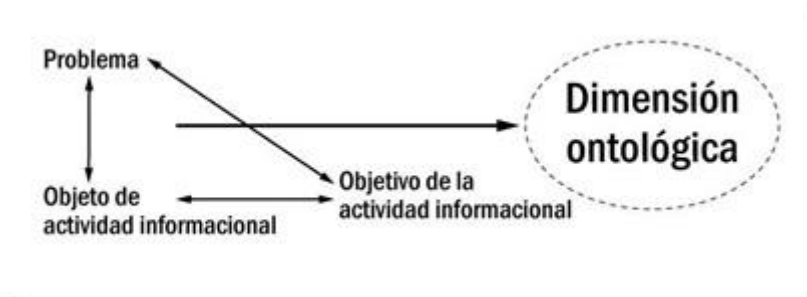 Problema
Dimensión
ontológica
Objeto de
actividad informacional
Objetivo de la
actividad informacional